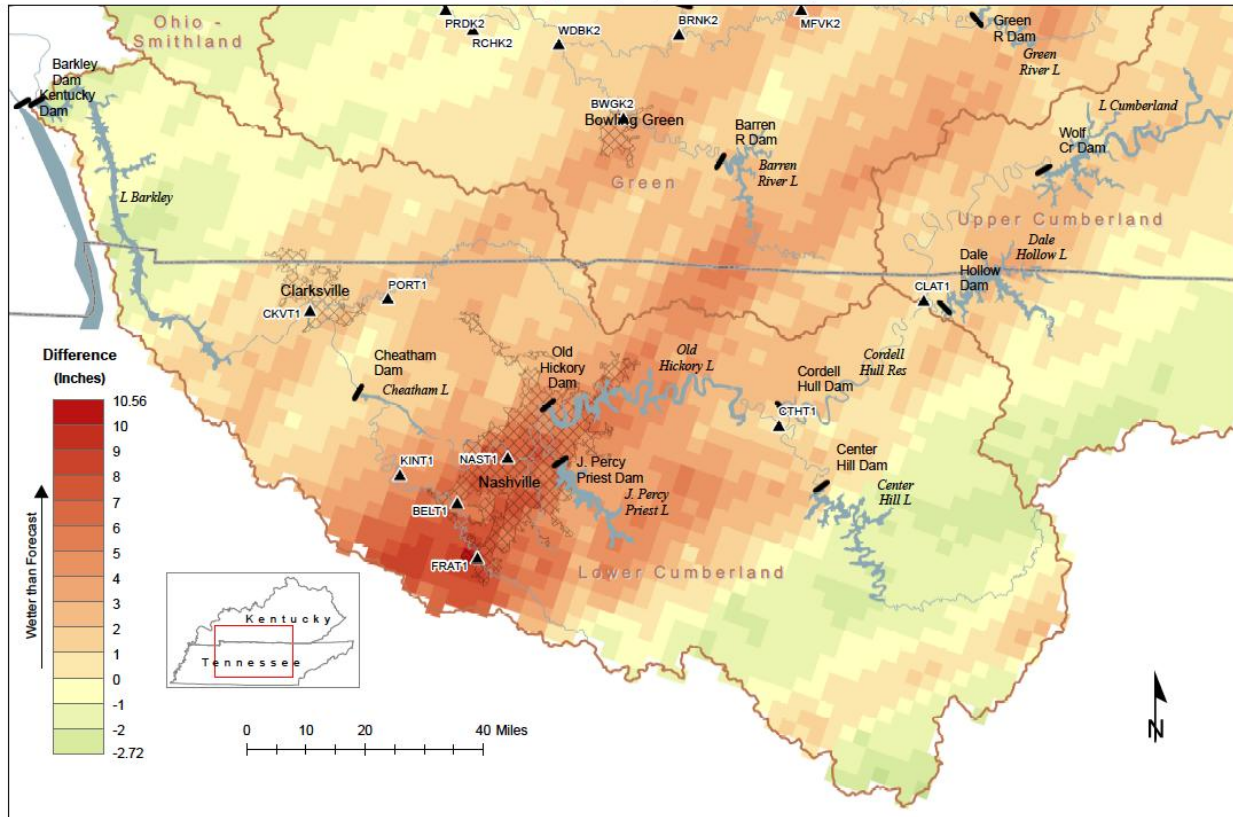 Ohio -
Smithland
PRDK2
RCHK2
WDBK2
BRNK2
MFVK2
Green
R Dam
Green
River L
Barkley
Dam
Kentucky
Dam
BWGK2
Bowling Green
Barren
R Dam
Barren
River L
L Cumberland
Wolf
Cr Dam
L Barkley
Green
Upper Cumberland
Dale
Hollow L
Dale
Hollow
Dam
Clarksville
PORT1
CKVT1
CLAT1
Cheatham
Dam
Cheatham L
Old
Hickory
Dam
Old
Hickory L
Cordell
Hull Dam
Cordell
Hull Res
CTHT1
KINT1
NAST1
Nashville
J. Percy
Priest Dam
J. Percy
Priest L
Center
Hill Dam
Center
Hill L
BELT1
FRAT1
Lower Cumberland
Difference
(Inches)
10.56
10
9
8
7
6
5
4
3
2
1
0
-1
-2
-2.72
Wetter than Forecast
Kentucky
Tennessee
0 10 20 40 Miles
N